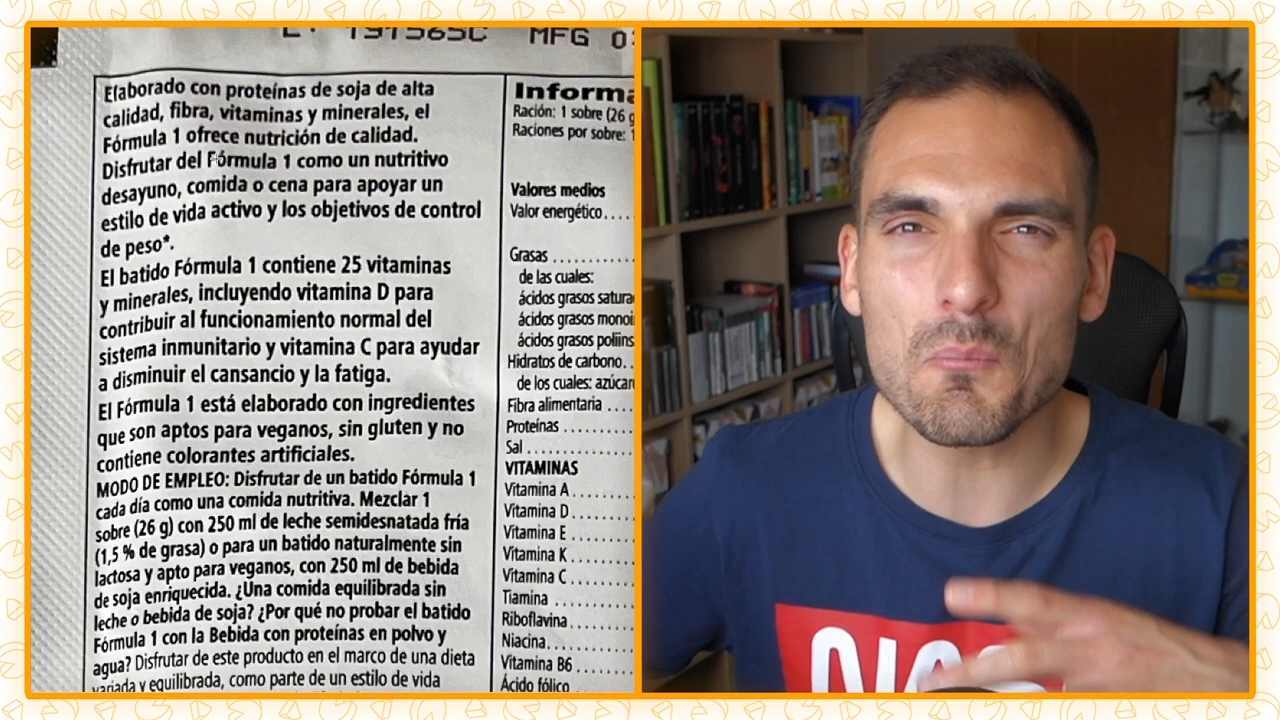 MFG
Elaborado con proteínas de soja de alta
calidad, fibra, vitaminas y minerales, el
Fórmula 1 ofrece nutrición de calidad.
Disfrutar del Fórmula 1 como un nutritivo
desayuno, comida o cena para apoyar un
estilo de vida activo y los objetivos de control
de peso*.
El batido Fórmula 1 contiene 25 vitaminas
y minerales, incluyendo vitamina D para
contribuir al funcionamiento normal del
sistema inmunitario y vitamina C para ayudar
a disminuir el cansancio y la fatiga.
El Fórmula 1 está elaborado con ingredientes
que son aptos para veganos, sin gluten y no
contiene colorantes artificiales.
MODO DE EMPLEO: Disfrutar de un batido Fórmula 1
cada día como una comida nutritiva. Mezclar 1
sobre (26 g) con 250 ml de leche semidesnatada fría
(1,5 % de grasa) o para un batido naturalmente sin
lactosa y apto para veganos, con 250 ml de bebida
de soja enriquecida. ¿Una comida equilibrada sin
leche o bebida de soja? ¿Por qué no probar el batido
Fórmula 1 con la Bebida con proteínas en polvo y
agua? Disfrutar de este producto en el marco de una dieta
variada y equilibrada, como parte de un estilo de vida
Informa
Ración: 1 sobre (26 g
Raciones por sobre: 1
Valores medios
Valor energético....
Grasas ............
de las cuales:
ácidos grasos satura
ácidos grasos monoi
ácidos grasos poliins
Hidratos de carbono..
de los cuales: azúcar
Fibra alimentaria ....
Proteínas ..........
Sal ................
VITAMINAS
Vitamina A .........
Vitamina D .........
Vitamina E .........
Vitamina K .........
Vitamina C .........
Tiamina ............
Riboflavina .........
Niacina.............
Vitamina B6 ........
Ácido fólico